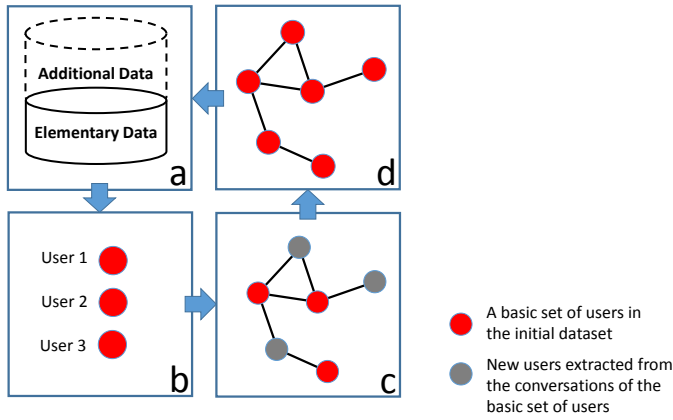 Additional Data
Elementary Data
a
d
User 1
User 2
User 3
b
c
A basic set of users in
the initial dataset
New users extracted from
the conversations of the
basic set of users